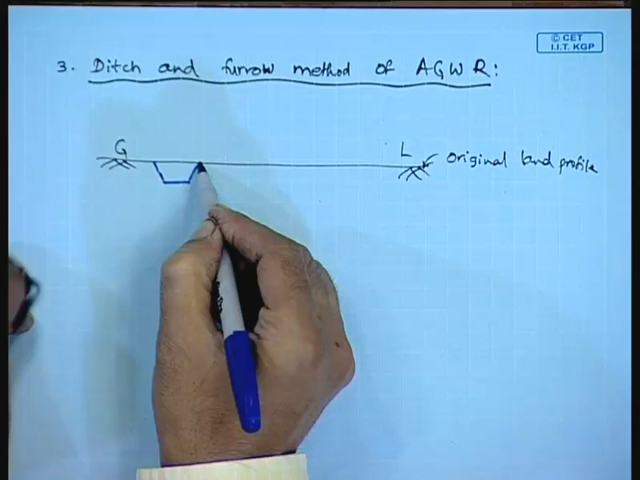 © CET
I.I.T. KGP
3. Ditch and furrow method of AGWR:
G
L
original land profile